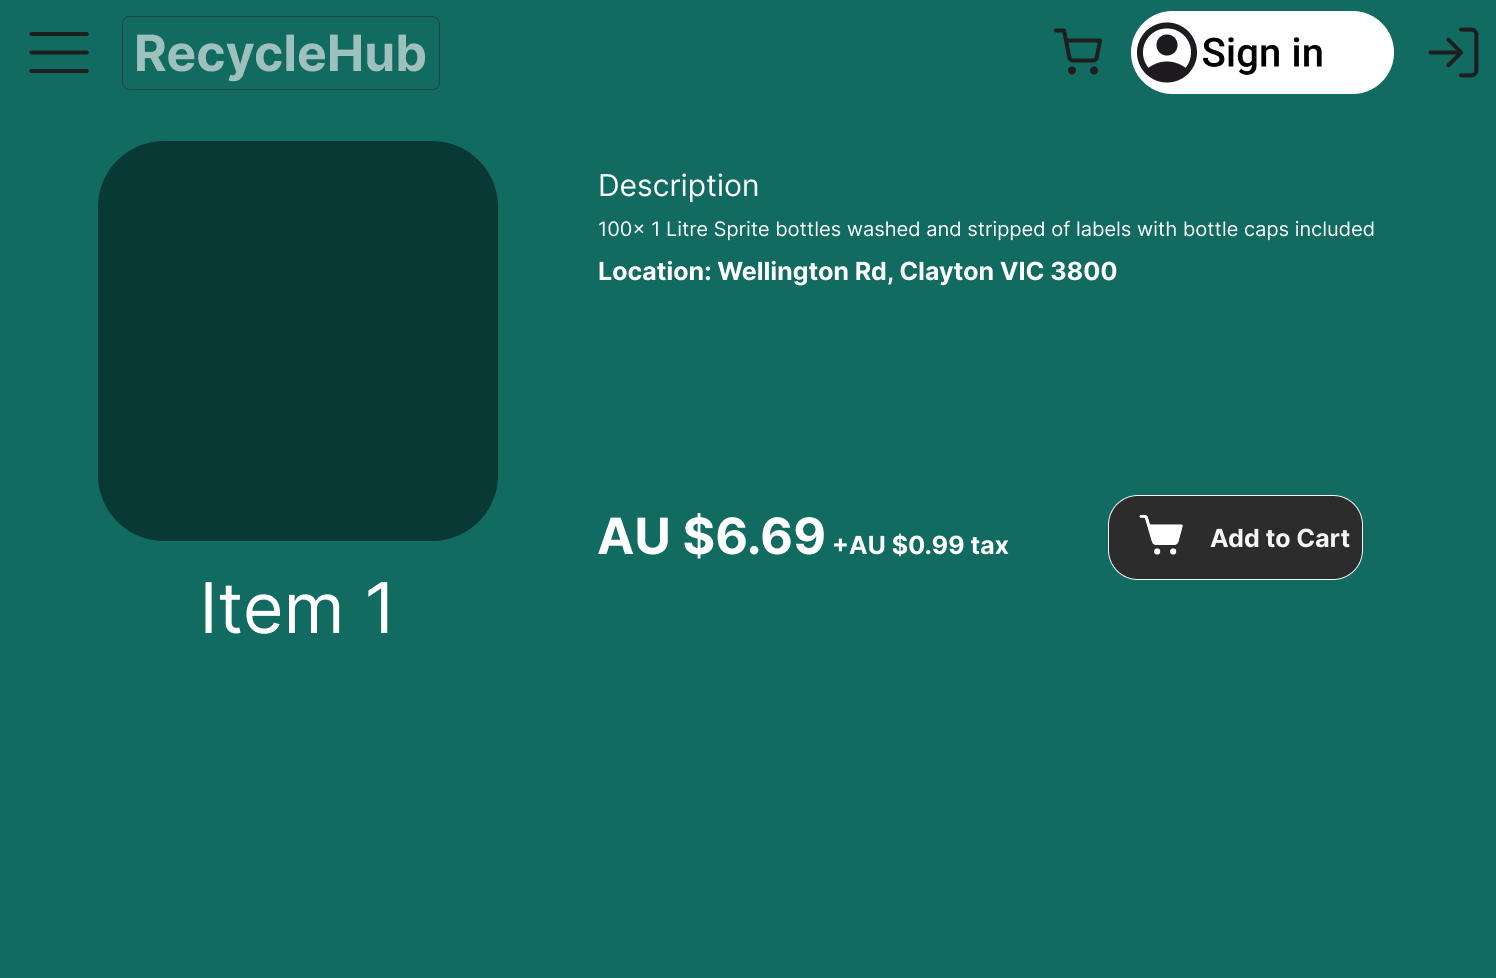 RecycleHub
Sign in
Description
100x 1 Litre Sprite bottles washed and stripped of labels with bottle caps included
Location: Wellington Rd, Clayton VIC 3800
AU $6.69 +AU $0.99 tax
Add to Cart
Item 1